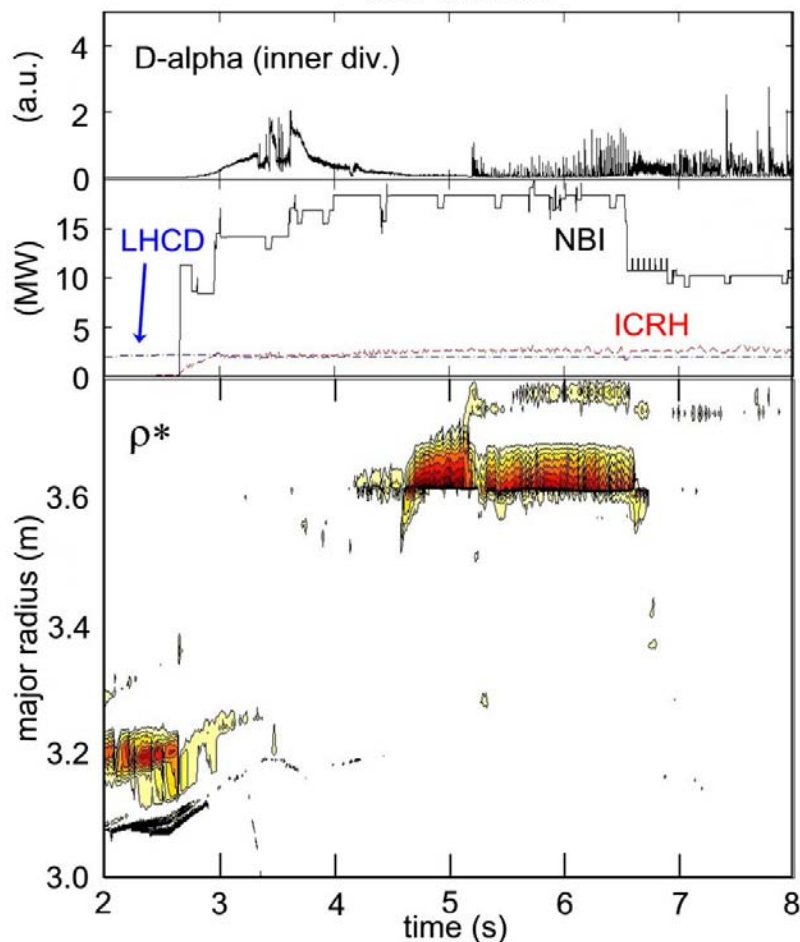 4
D-alpha (inner div.)
(a.u.)
2
0
15
LHCD
NBI
(MW)
10
5
ICRH
0
ρ*
3.6
major radius (m)
3.4
3.2
3.0
2 3 4 5 6 7 8
time (s)